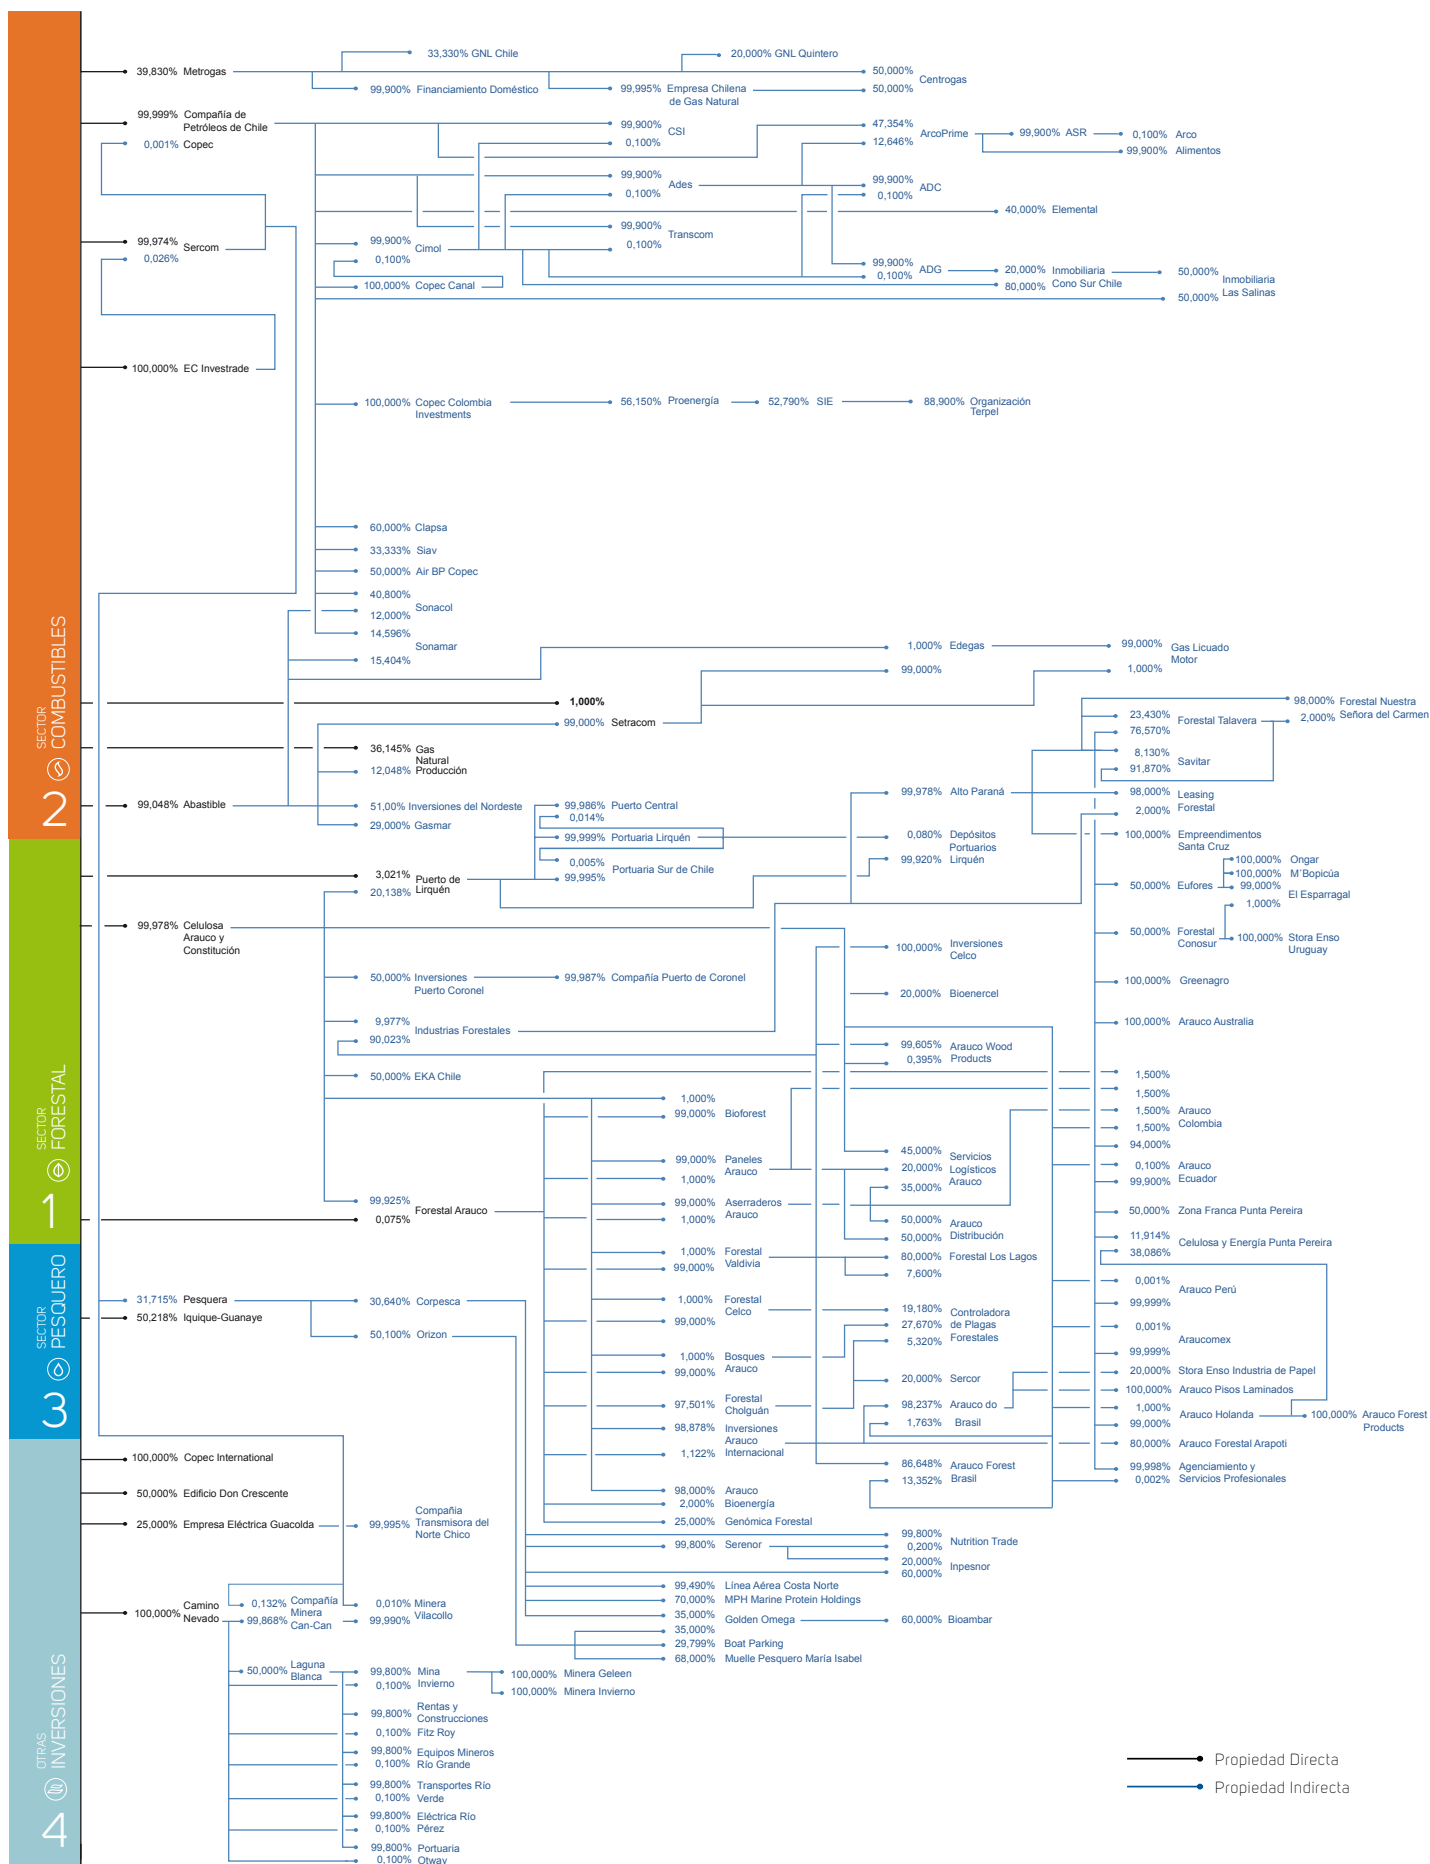 SECTOR
COMBUSTIBLES
2
39,830% Metrogas
33,330% GNL Chile
99,900% Financiamiento Doméstico
20,000% GNL Quintero
99,995% Empresa Chilena
de Gas Natural
50,000%
Centrogas
50,000%
99,999% Compañía de
Petróleos de Chile
0,001% Copec
99,900%
CSI
0,100%
47,354%
ArcoPrime
12,646%
99,900% ASR
0,100% Arco
99,900% Alimentos
99,900%
Ades
0,100%
99,900%
ADC
0,100%
40,000% Elemental
99,900%
Transcom
0,100%
99,974%
Sercom
0,026%
99,900%
Cimol
0,100%
100,000% Copec Canal
99,900%
ADG
0,100%
20,000% Inmobiliaria
80,000% Cono Sur Chile
50,000%
Inmobiliaria
Las Salinas
50,000%
100,000% EC Investrade
100,000% Copec Colombia
Investments
56,150% Proenergía
52,790% SIE
88,900% Organización
Terpel
60,000% Clapsa
33,333% Siav
50,000% Air BP Copec
40,800%
Sonacol
12,000%
14,596%
Sonamar
15,404%
1,000% Edegas
99,000%
99,000% Gas Licuado
Motor
1,000%
1,000%
99,000% Setracom
36,145% Gas
Natural
12,048% Producción
99,048% Abastible
51,00% Inversiones del Nordeste
29,000% Gasmar
98,000% Forestal Nuestra
2,000% Señora del Carmen
23,430%
Forestal Talavera
76,570%
8,130%
Savitar
91,870%
99,978% Alto Paraná
98,000% Leasing
2,000% Forestal
100,000% Empreendimentos
Santa Cruz
99,986% Puerto Central
0,014%
99,999% Portuaria Lirquén
0,005%
Portuaria Sur de Chile
99,995%
0,080% Depósitos
Portuarios
99,920% Lirquén
SECTOR
FORESTAL
1
3,021%
Puerto de
Lirquén
20,138%
99,978% Celulosa
Arauco y
Constitución
50,000% Eufores
100,000% Ongar
100,000% M´Bopicúa
99,000%
El Esparragal
1,000%
50,000% Forestal
Conosur
100,000% Stora Enso
Uruguay
100,000% Inversiones
Celco
50,000% Inversiones
Puerto Coronel
99,987% Compañía Puerto de Coronel
20,000% Bioenercel
100,000% Greenagro
9,977%
Industrias Forestales
90,023%
100,000% Arauco Australia
99,605% Arauco Wood
0,395% Products
50,000% EKA Chile
1,000%
99,000% Bioforest
1,500%
1,500%
1,500% Arauco
1,500% Colombia
94,000%
99,000% Paneles
Arauco
1,000%
45,000% Servicios
20,000% Logísticos
35,000% Arauco
0,100% Arauco
99,900% Ecuador
99,925%
Forestal Arauco
0,075%
99,000% Aserraderos
1,000% Arauco
50,000% Arauco
50,000% Distribución
50,000% Zona Franca Punta Pereira
11,914%
Celulosa y Energía Punta Pereira
38,086%
1,000% Forestal
Valdivia
99,000%
80,000% Forestal Los Lagos
7,600%
0,001%
Arauco Perú
99,999%
1,000% Forestal
Celco
99,000%
19,180% Controladora
27,670% de Plagas
5,320% Forestales
0,001%
Araucomex
99,999%
1,000% Bosques
Arauco
99,000%
20,000% Sercor
20,000% Stora Enso Industria de Papel
100,000% Arauco Pisos Laminados
97,501% Forestal
Cholguán
98,237% Arauco do
1,763% Brasil
1,000%
Arauco Holanda
99,000%
100,000% Arauco Forest
Products
98,878% Inversiones
Arauco
1,122% Internacional
80,000% Arauco Forestal Arapoti
86,648% Arauco Forest
13,352% Brasil
99,998% Agenciamiento y
0,002% Servicios Profesionales
98,000% Arauco
2,000% Bioenergía
25,000% Genómica Forestal
SECTOR
PESQUERO
3
31,715% Pesquera
50,218% Iquique-Guanaye
30,640% Corpesca
50,100% Orizon
99,800% Serenor
99,800%
Nutrition Trade
0,200%
20,000%
Inpesnor
60,000%
99,490% Línea Aérea Costa Norte
70,000% MPH Marine Protein Holdings
35,000%
Golden Omega
35,000%
60,000% Bioambar
29,799% Boat Parking
68,000% Muelle Pesquero María Isabel
OTRAS
INVERSIONES
4
100,000% Copec International
50,000% Edificio Don Crescente
25,000% Empresa Eléctrica Guacolda
99,995%
Compañia
Transmisora del
Norte Chico
100,000% Camino
Nevado
0,132% Compañía
Minera
99,868% Can-Can
0,010% Minera
Vilacollo
99,990%
50,000% Laguna
Blanca
99,800% Mina
0,100% Invierno
100,000% Minera Geleen
100,000% Minera Invierno
99,800% Rentas y
Construcciones
0,100% Fitz Roy
99,800% Equipos Mineros
0,100% Río Grande
99,800% Transportes Río
0,100% Verde
99,800% Eléctrica Río
0,100% Pérez
99,800% Portuaria
0,100% Otway
Propiedad Directa
Propiedad Indirecta